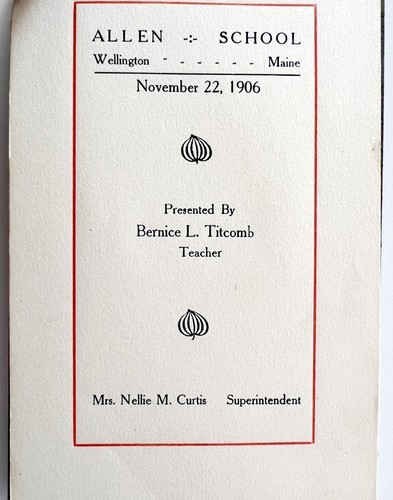 ALLEN -:- SCHOOL
Wellington - - - - - - Maine
November 22, 1906
Presented By
Bernice L. Titcomb
Teacher
Mrs. Nellie M. Curtis Superintendent